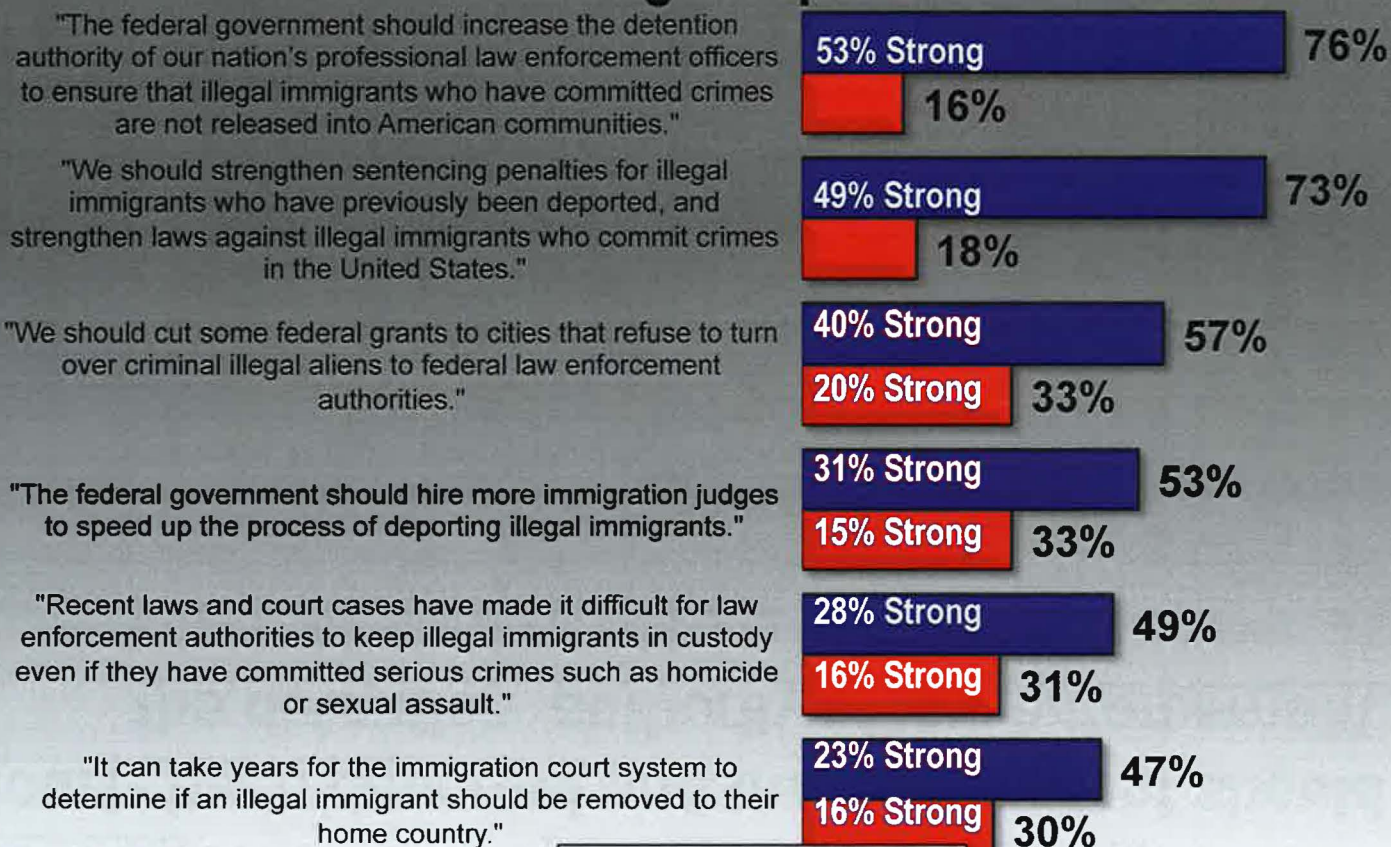 "The federal government should increase the detention
authority of our nation's professional law enforcement officers
to ensure that illegal immigrants who have committed crimes
are not released into American communities."
53% Strong
76%
16%
"We should strengthen sentencing penalties for illegal
immigrants who have previously been deported, and
strengthen laws against illegal immigrants who commit crimes
in the United States."
49% Strong
73%
18%
"We should cut some federal grants to cities that refuse to turn
over criminal illegal aliens to federal law enforcement
authorities."
40% Strong
57%
20% Strong
33%
"The federal government should hire more immigration judges
to speed up the process of deporting illegal immigrants."
31% Strong
53%
15% Strong
33%
"Recent laws and court cases have made it difficult for law
enforcement authorities to keep illegal immigrants in custody
even if they have committed serious crimes such as homicide
or sexual assault."
28% Strong
49%
16% Strong
31%
"It can take years for the immigration court system to
determine if an illegal immigrant should be removed to their
home country."
23% Strong
47%
16% Strong
30%